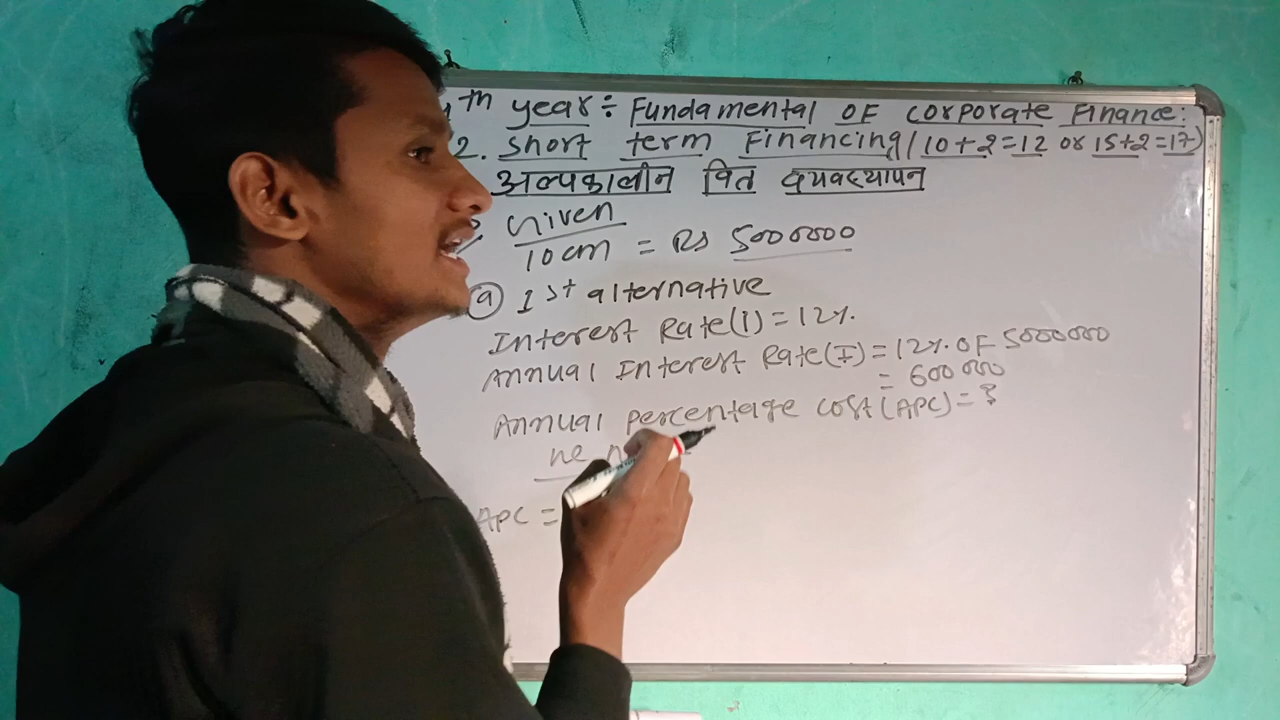 th year ÷ Fundamental OF corporate Finance:
2. Short term Financing (10+2=12 or 15+2=17)
अल्पकालीन वित व्यवस्थापन
Given
Loan = Rs 5000000
ⓐ 1st alternative
Interest Rate(I) = 12%.
Annual Interest Rate(I) = 12%. OF 5000000
= 600000
Annual percentage cost (APC) = ?
we
APC =